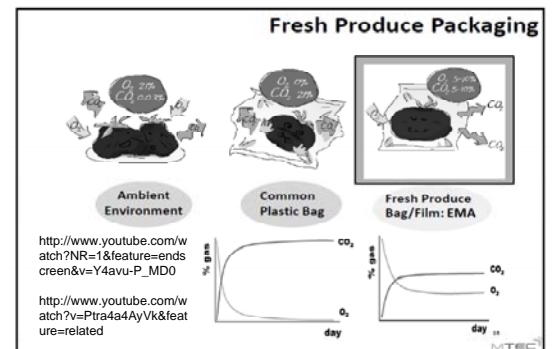 Fresh Produce Packaging
O₂ 21%
CO₂ 0.03%
O₂ 0%
CO₂ 21%
O₂ 5-10%
CO₂ 5-10%
CO₂
O₂
CO₂
CO₂
Ambient
Environment
Common
Plastic Bag
Fresh Produce
Bag/Film: EMA
http://www.youtube.com/w
atch?NR=1&feature=ends
creen&v=Y4avu-P_MD0
http://www.youtube.com/w
atch?v=Ptra4a4AyVk&feat
ure=related
% gas
CO₂
O₂
day
% gas
CO₂
O₂
day
MTEC